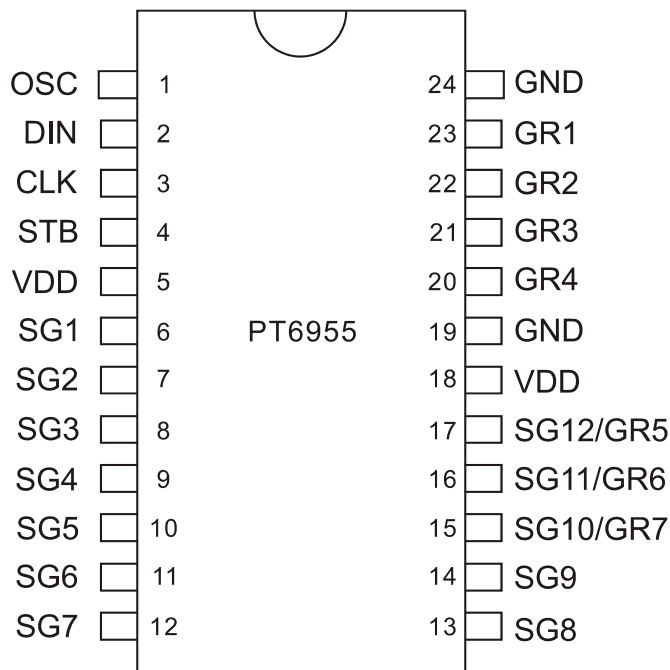 OSC 1 24 GND
DIN 2 23 GR1
CLK 3 22 GR2
STB 4 21 GR3
VDD 5 20 GR4
SG1 6 PT6955 19 GND
SG2 7 18 VDD
SG3 8 17 SG12/GR5
SG4 9 16 SG11/GR6
SG5 10 15 SG10/GR7
SG6 11 14 SG9
SG7 12 13 SG8